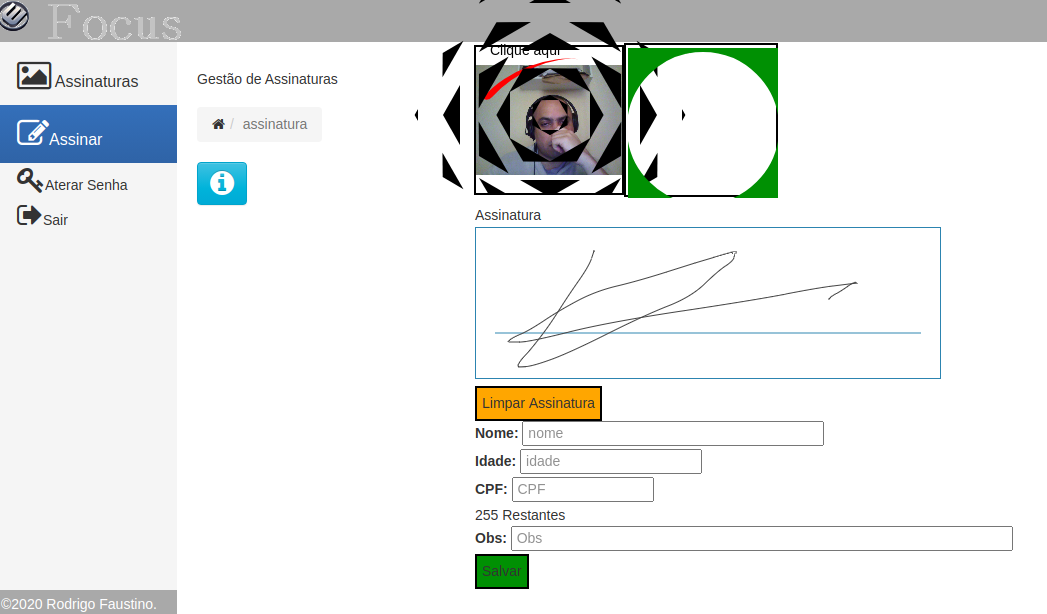 Focus
Assinaturas
Assinar
Aterar Senha
Sair
©2020 Rodrigo Faustino.
Gestão de Assinaturas
/ assinatura
Clique aqui
Assinatura
Limpar Assinatura
Nome: nome
Idade: idade
CPF: CPF
255 Restantes
Obs: Obs
Salvar